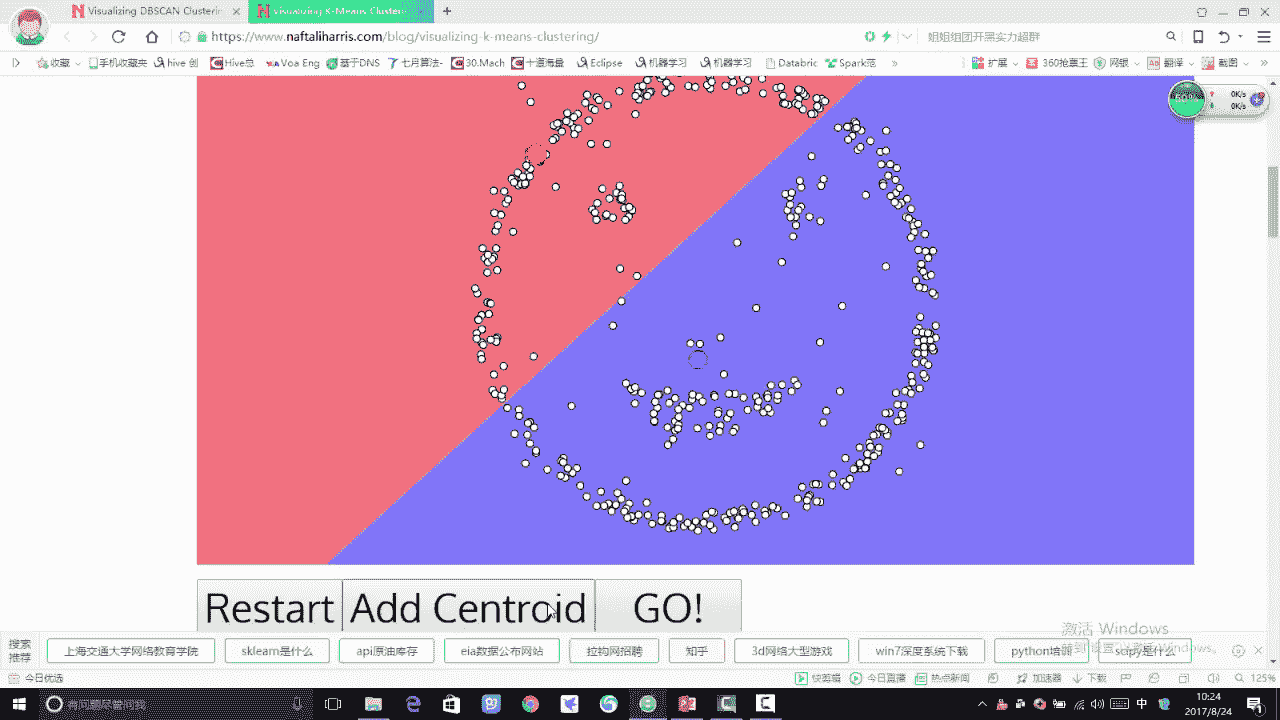 Visualizing DBSCAN Clusterin
Visualizing K-Means Cluster
https://www.naftaliharris.com/blog/visualizing-k-means-clustering/
姐姐组团开黑实力超群
收藏 手机收藏夹 hive 创 Hive总 Voa Eng 基于DNS 七月算法- 30.Mach 十道海量 Eclipse 机器学习 机器学习 Databric Spark范 » 扩展 360抢票王 网银 翻译 截图 »
0K/s
0K/s
Restart Add Centroid GO!
激活 Windows
搜索
推荐
上海交通大学网络教育学院 sklearn是什么 api原油库存 eia数据公布网站 拉构网招聘 知乎 3d网络大型游戏 win7深度系统下载 python培训 scipy是什么
今日优选 快剪辑 今日直播 热点新闻 加速器 下载 125%
10:24
中
2017/8/24